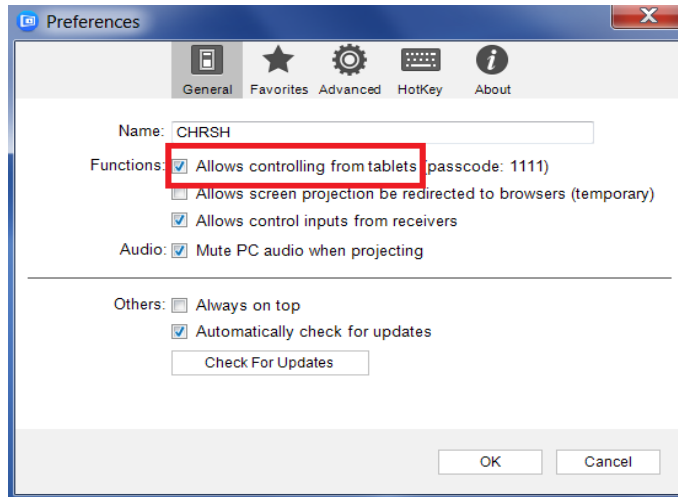 Preferences
General Favorites Advanced HotKey About
Name: CHRSH
Functions: Allows controlling from tablets (passcode: 1111)
Allows screen projection be redirected to browsers (temporary)
Allows control inputs from receivers
Audio: Mute PC audio when projecting
Others: Always on top
Automatically check for updates
Check For Updates
OK Cancel